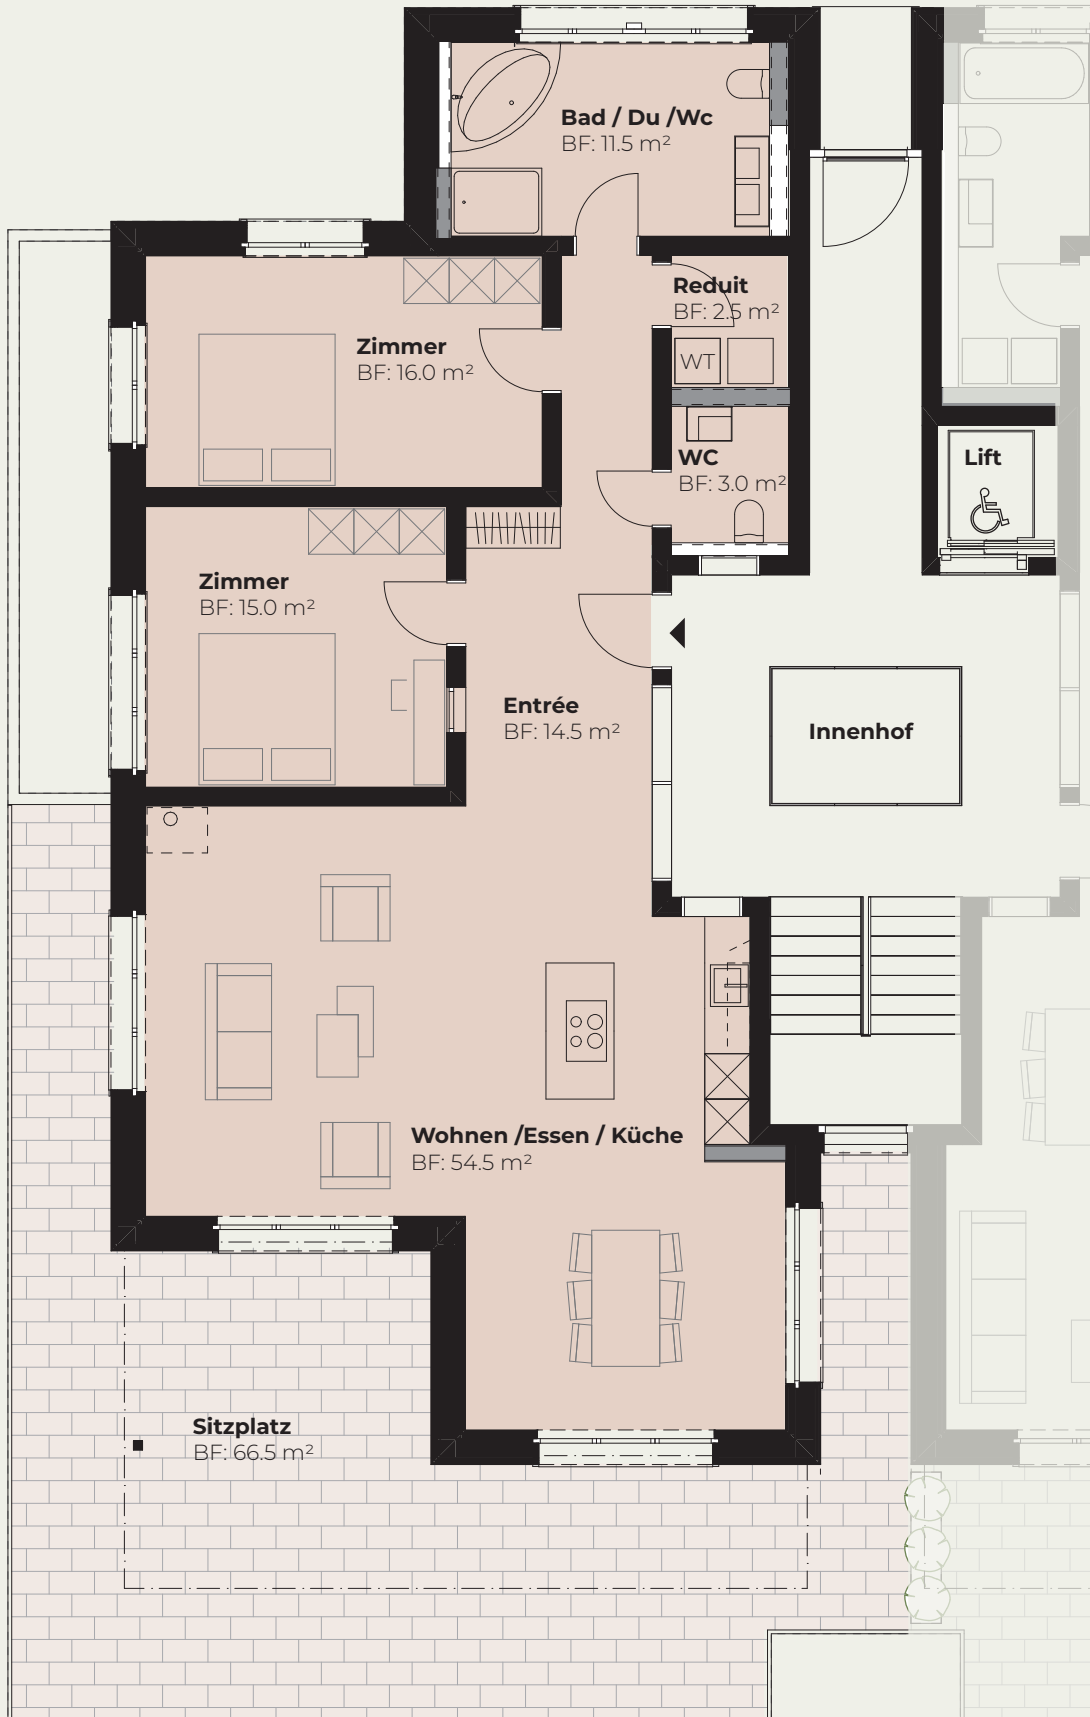 Bad / Du /Wc
BF: 11.5 m²
Reduit
BF: 2.5 m²
WT
Zimmer
BF: 16.0 m²
WC
BF: 3.0 m²
Lift
Zimmer
BF: 15.0 m²
Entrée
BF: 14.5 m²
Innenhof
Wohnen /Essen / Küche
BF: 54.5 m²
Sitzplatz
BF: 66.5 m²